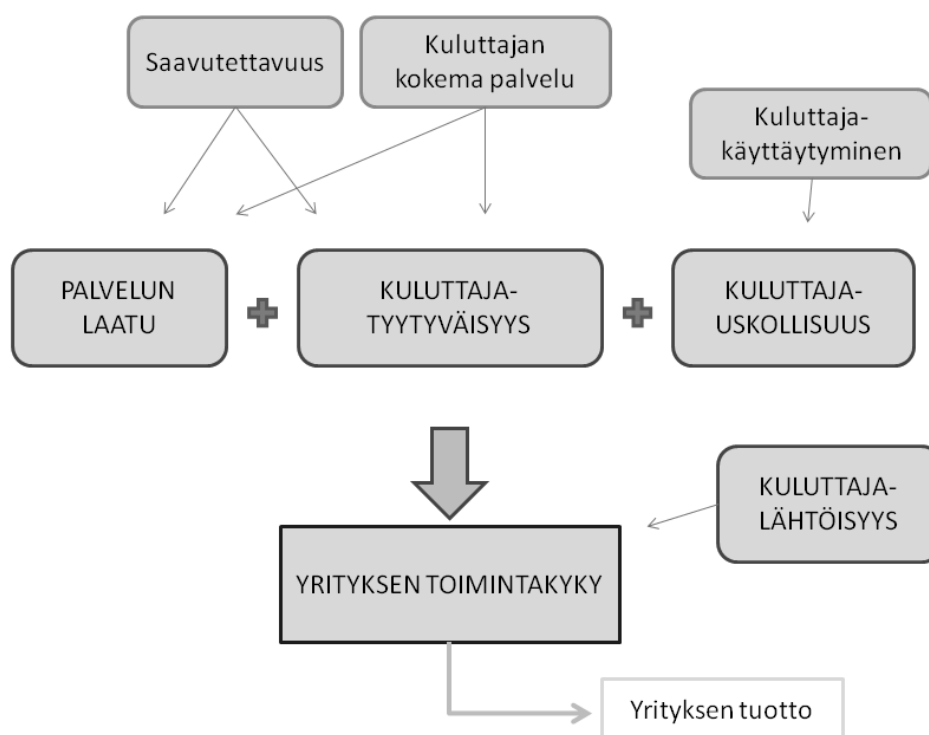 Saavutettavuus
Kuluttajan
kokema palvelu
Kuluttaja-
käyttäytyminen
PALVELUN
LAATU
KULUTTAJA-
TYYTYVÄISYYS
KULUTTAJA-
USKOLLISUUS
KULUTTAJA-
LÄHTÖISYYS
YRITYKSEN TOIMINTAKYKY
Yrityksen tuotto